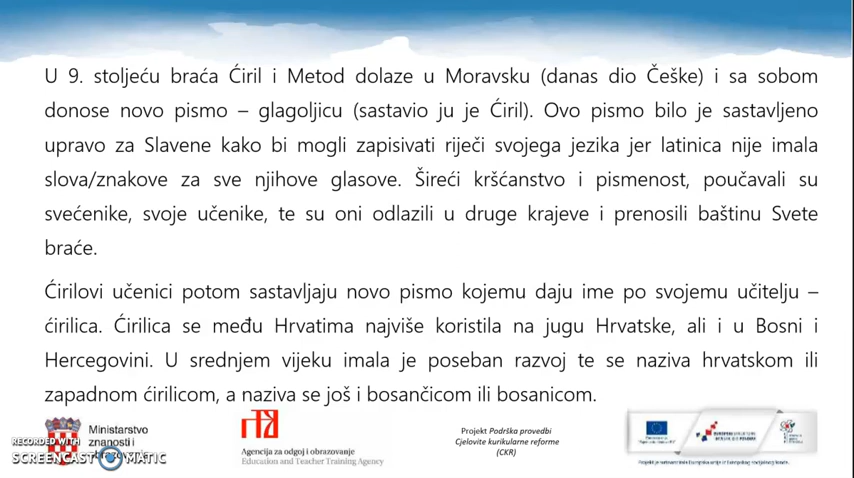 U 9. stoljeću braća Ćiril i Metod dolaze u Moravsku (danas dio Češke) i sa sobom
donose novo pismo – glagoljicu (sastavio ju je Ćiril). Ovo pismo bilo je sastavljeno
upravo za Slavene kako bi mogli zapisivati riječi svojega jezika jer latinica nije imala
slova/znakove za sve njihove glasove. Šireći kršćanstvo i pismenost, poučavali su
svećenike, svoje učenike, te su oni odlazili u druge krajeve i prenosili baštinu Svete
braće.
Ćirilovi učenici potom sastavljaju novo pismo kojemu daju ime po svojemu učitelju –
ćirilica. Ćirilica se među Hrvatima najviše koristila na jugu Hrvatske, ali i u Bosni i
Hercegovini. U srednjem vijeku imala je poseban razvoj te se naziva hrvatskom ili
zapadnom ćirilicom, a naziva se još i bosančicom ili bosanicom.
Ministarstvo
znanosti i
RECORDED WITH
SCREENCAST MATIC
Agencija za odgoj i obrazovanje
Education and Teacher Training Agency
Projekt Podrška provedbi
Cjelovite kurikularne reforme
(CKR)